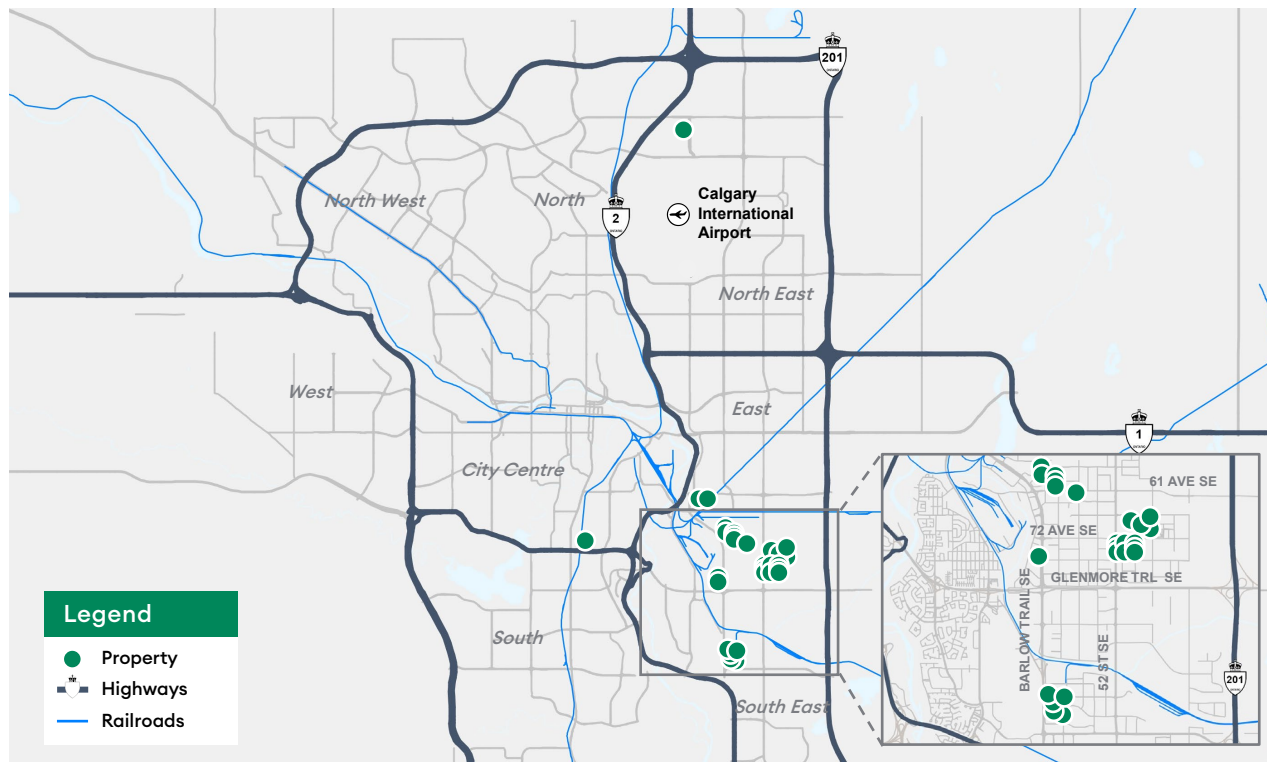 201
North West
North
2
Calgary
International
Airport
North East
West
East
1
City Centre
61 AVE SE
72 AVE SE
GLENMORE TRL SE
BARLOW TRAIL SE
52 ST SE
201
South
South East
Legend
Property
Highways
Railroads